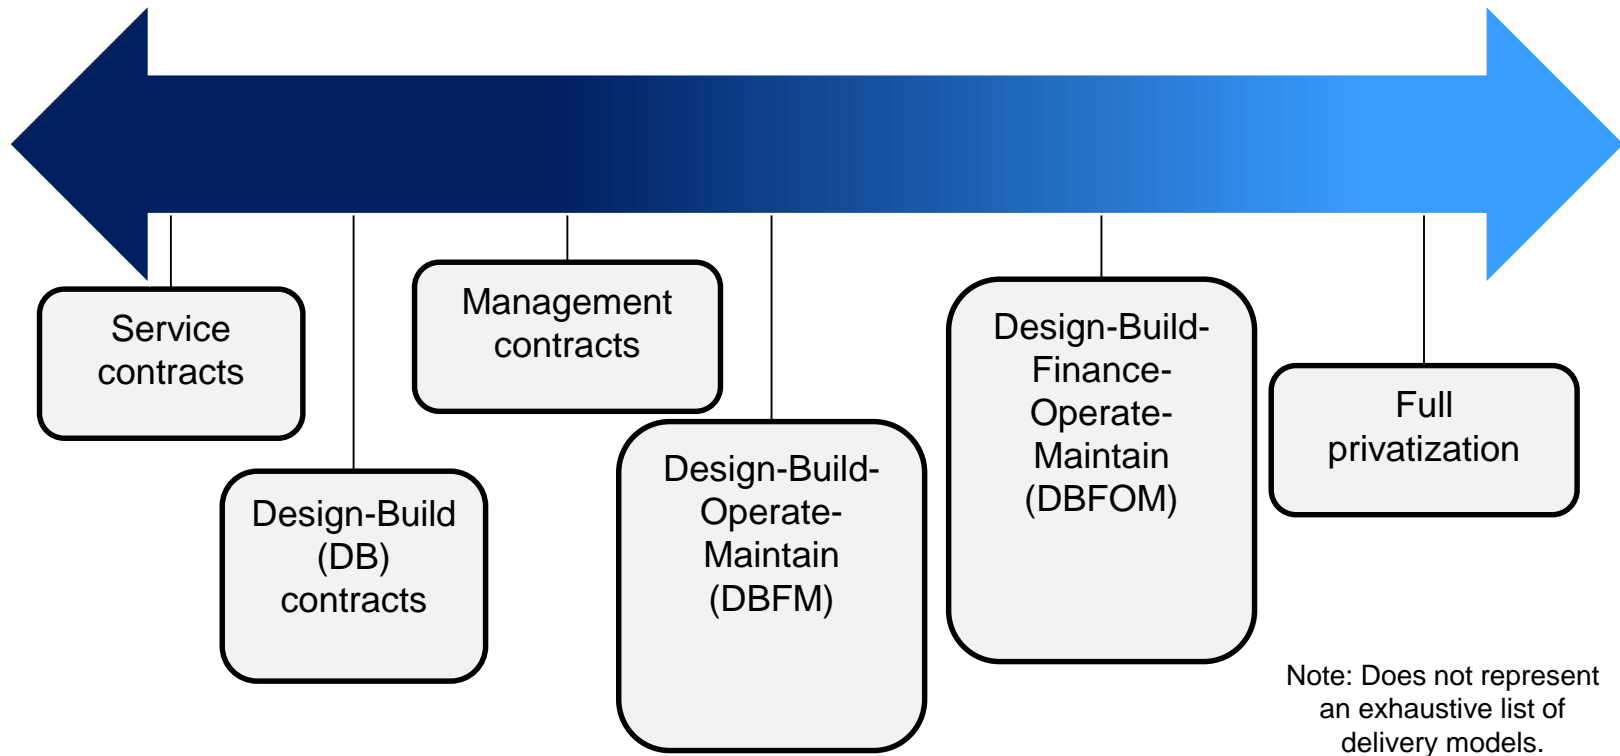 Service
contracts
Design-Build
(DB)
contracts
Management
contracts
Design-Build-
Operate-
Maintain
(DBFM)
Design-Build-
Finance-
Operate-
Maintain
(DBFOM)
Full
privatization
Note: Does not represent
an exhaustive list of
delivery models.